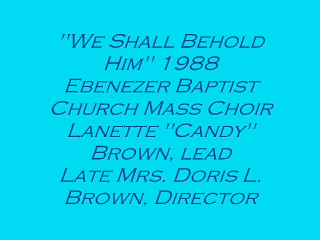 "We Shall Behold
Him" 1988
Ebenezer Baptist
Church Mass Choir
Lanette "Candy"
Brown, lead
Late Mrs. Doris L.
Brown, Director